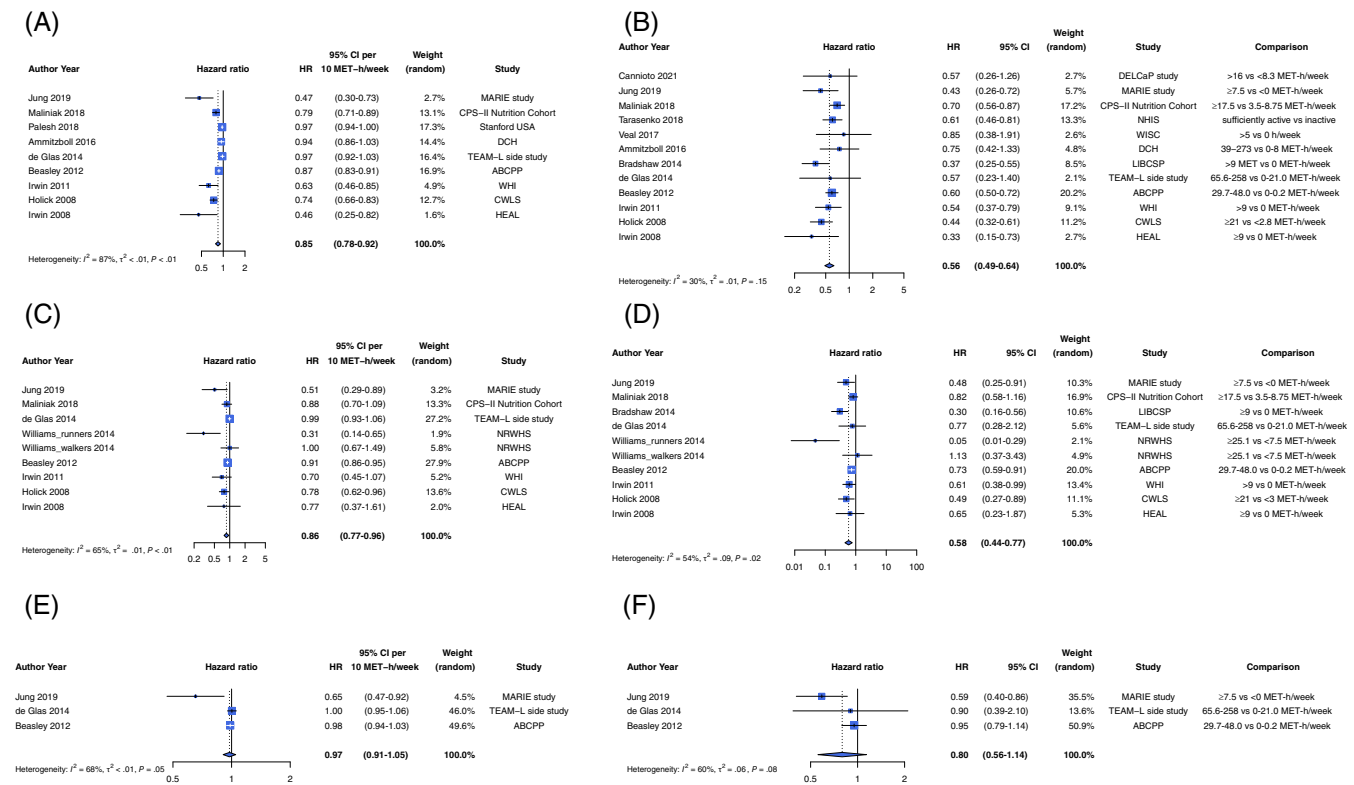 (A)
95% CI per Weight
Author Year Hazard ratio HR 10 MET−h/week (random) Study
Jung 2019 0.47 (0.30-0.73) 2.7% MARIE study
Maliniak 2018 0.79 (0.71-0.89) 13.1% CPS−II Nutrition Cohort
Palesh 2018 0.97 (0.94-1.00) 17.3% Stanford USA
Ammitzboll 2016 0.94 (0.86-1.03) 14.4% DCH
de Glas 2014 0.97 (0.92-1.03) 16.4% TEAM−L side study
Beasley 2012 0.87 (0.83-0.91) 16.9% ABCPP
Irwin 2011 0.63 (0.46-0.85) 4.9% WHI
Holick 2008 0.74 (0.66-0.83) 12.7% CWLS
Irwin 2008 0.46 (0.25-0.82) 1.6% HEAL
0.85 (0.78-0.92) 100.0%
Heterogeneity: I² = 87%, τ² < .01, P < .01
0.5 1 2
(B)
Weight
Author Year Hazard ratio HR 95% CI (random) Study Comparison
Cannioto 2021 0.57 (0.26-1.26) 2.7% DELCaP study >16 vs <8.3 MET-h/week
Jung 2019 0.43 (0.26-0.72) 5.7% MARIE study ≥7.5 vs <0 MET-h/week
Maliniak 2018 0.70 (0.56-0.87) 17.2% CPS−II Nutrition Cohort ≥17.5 vs 3.5-8.75 MET-h/week
Tarasenko 2018 0.61 (0.46-0.81) 13.3% NHIS sufficiently active vs inactive
Veal 2017 0.85 (0.38-1.91) 2.6% WISC >5 vs 0 h/week
Ammitzboll 2016 0.75 (0.42-1.33) 4.8% DCH 39–273 vs 0-8 MET-h/week
Bradshaw 2014 0.37 (0.25-0.55) 8.5% LIBCSP >9 MET vs 0 MET-h/week
de Glas 2014 0.57 (0.23-1.40) 2.1% TEAM−L side study 65.6-258 vs 0-21.0 MET-h/week
Beasley 2012 0.60 (0.50-0.72) 20.2% ABCPP 29.7-48.0 vs 0-0.2 MET-h/week
Irwin 2011 0.54 (0.37-0.79) 9.1% WHI >9 vs 0 MET-h/week
Holick 2008 0.44 (0.32-0.61) 11.2% CWLS ≥21 vs <2.8 MET-h/week
Irwin 2008 0.33 (0.15-0.73) 2.7% HEAL ≥9 vs 0 MET-h/week
0.56 (0.49-0.64) 100.0%
Heterogeneity: I² = 30%, τ² = .01, P = .15
0.2 0.5 1 2 5
(C)
95% CI per Weight
Author Year Hazard ratio HR 10 MET−h/week (random) Study
Jung 2019 0.51 (0.29-0.89) 3.2% MARIE study
Maliniak 2018 0.88 (0.70-1.09) 13.3% CPS−II Nutrition Cohort
de Glas 2014 0.99 (0.93-1.06) 27.2% TEAM−L side study
Williams_runners 2014 0.31 (0.14-0.65) 1.9% NRWHS
Williams_walkers 2014 1.00 (0.67-1.49) 5.8% NRWHS
Beasley 2012 0.91 (0.86-0.95) 27.9% ABCPP
Irwin 2011 0.70 (0.45-1.07) 5.2% WHI
Holick 2008 0.78 (0.62-0.96) 13.6% CWLS
Irwin 2008 0.77 (0.37-1.61) 2.0% HEAL
0.86 (0.77-0.96) 100.0%
Heterogeneity: I² = 65%, τ² = .01, P < .01
0.2 0.5 1 2 5
(D)
Weight
Author Year Hazard ratio HR 95% CI (random) Study Comparison
Jung 2019 0.48 (0.25-0.91) 10.3% MARIE study ≥7.5 vs <0 MET-h/week
Maliniak 2018 0.82 (0.58-1.16) 16.9% CPS−II Nutrition Cohort ≥17.5 vs 3.5-8.75 MET-h/week
Bradshaw 2014 0.30 (0.16-0.56) 10.6% LIBCSP ≥9 vs 0 MET-h/week
de Glas 2014 0.77 (0.28-2.12) 5.6% TEAM−L side study 65.6-258 vs 0-21.0 MET-h/week
Williams_runners 2014 0.05 (0.01-0.29) 2.1% NRWHS ≥25.1 vs <7.5 MET-h/week
Williams_walkers 2014 1.13 (0.37-3.43) 4.9% NRWHS ≥25.1 vs <7.5 MET-h/week
Beasley 2012 0.73 (0.59-0.91) 20.0% ABCPP 29.7-48.0 vs 0-0.2 MET-h/week
Irwin 2011 0.61 (0.38-0.99) 13.4% WHI >9 vs 0 MET-h/week
Holick 2008 0.49 (0.27-0.89) 11.1% CWLS ≥21 vs <3 MET-h/week
Irwin 2008 0.65 (0.23-1.87) 5.3% HEAL ≥9 vs 0 MET-h/week
0.58 (0.44-0.77) 100.0%
Heterogeneity: I² = 54%, τ² = .09, P = .02
0.01 0.1 1 10 100
(E)
95% CI per Weight
Author Year Hazard ratio HR 10 MET−h/week (random) Study
Jung 2019 0.65 (0.47-0.92) 4.5% MARIE study
de Glas 2014 1.00 (0.95-1.06) 46.0% TEAM−L side study
Beasley 2012 0.98 (0.94-1.03) 49.6% ABCPP
0.97 (0.91-1.05) 100.0%
Heterogeneity: I² = 68%, τ² < .01, P = .05
0.5 1 2
(F)
Weight
Author Year Hazard ratio HR 95% CI (random) Study Comparison
Jung 2019 0.59 (0.40-0.86) 35.5% MARIE study ≥7.5 vs <0 MET-h/week
de Glas 2014 0.90 (0.39-2.10) 13.6% TEAM−L side study 65.6-258 vs 0-21.0 MET-h/week
Beasley 2012 0.95 (0.79-1.14) 50.9% ABCPP 29.7-48.0 vs 0-0.2 MET-h/week
0.80 (0.56-1.14) 100.0%
Heterogeneity: I² = 60%, τ² = .06, P = .08
0.5 1 2